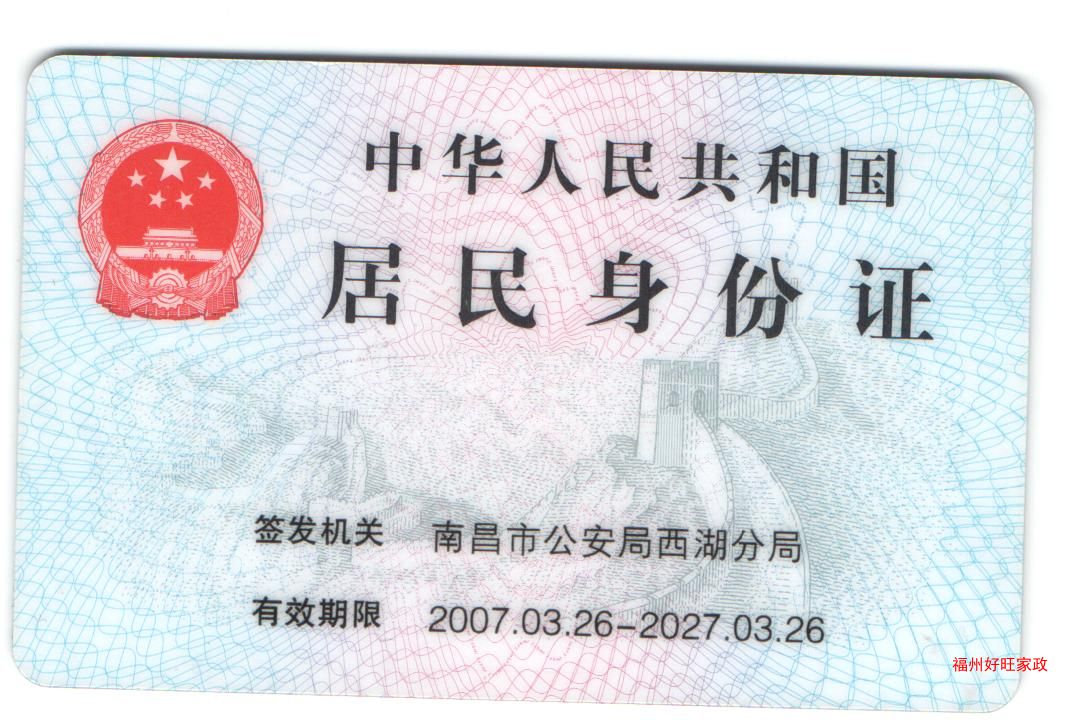 中华人民共和国
居民身份证
签发机关 南昌市公安局西湖分局
有效期限 2007.03.26-2027.03.26
福州好旺家政